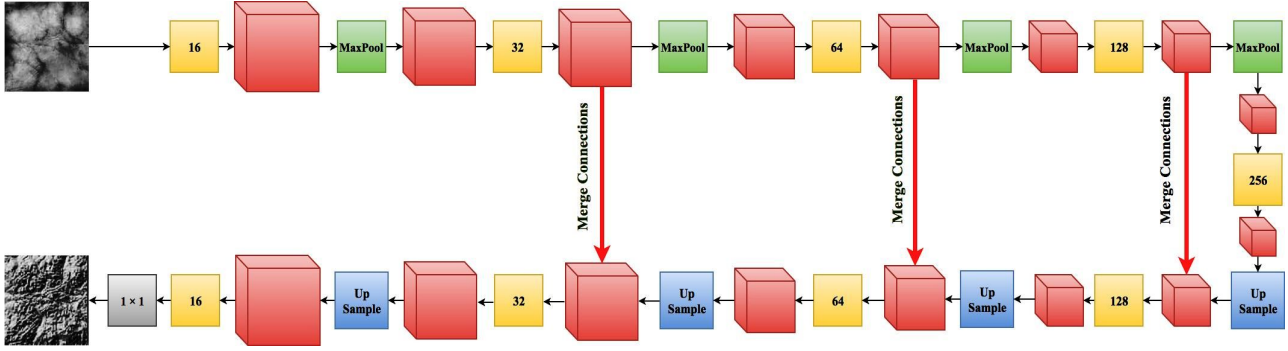 16
MaxPool
32
MaxPool
64
MaxPool
128
MaxPool
Merge Connections
Merge Connections
Merge Connections
256
1 × 1
16
Up
Sample
32
Up
Sample
64
Up
Sample
128
Up
Sample